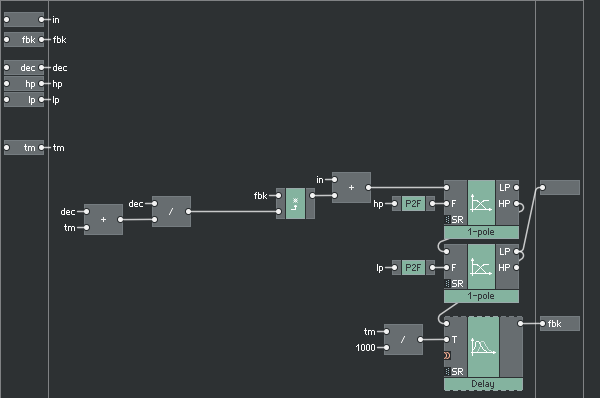 in
fbk fbk
dec dec
hp hp
lp lp
tm tm
dec
tm
+
dec
/
fbk
x
in
+
hp
P2F
F
SR
LP
HP
1-pole
lp
P2F
F
SR
LP
HP
1-pole
tm
1000
/
T
SR
Delay
fbk